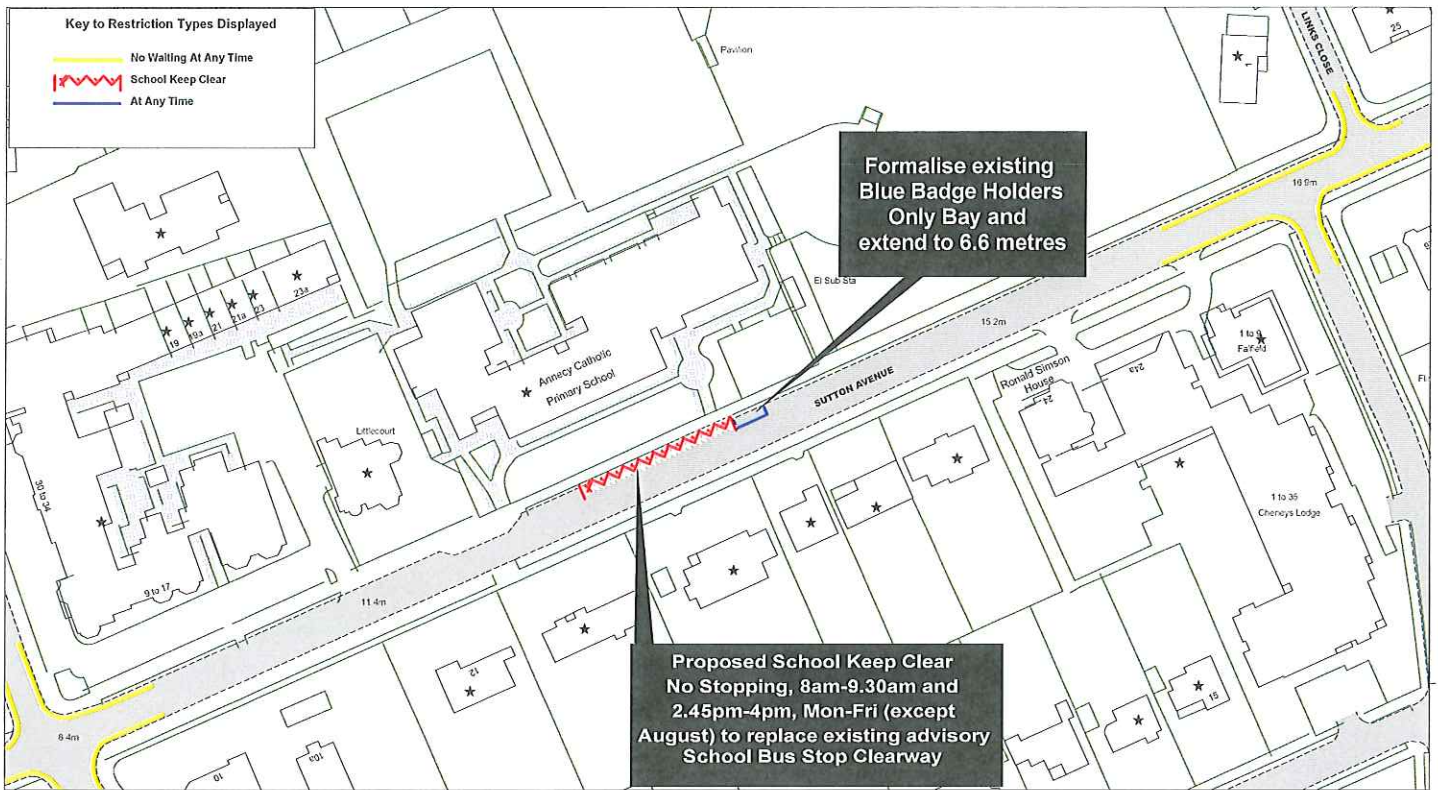 Key to Restriction Types Displayed
No Waiting At Any Time
School Keep Clear
At Any Time
Pavilion
LINKS CLOSE
25
1
Formalise existing
Blue Badge Holders
Only Bay and
extend to 6.6 metres
16.9m
El Sub Sta
19
19a
21
21a
23
23a
15.2m
Annecy Catholic
Primary School
SUTTON AVENUE
Ronald Simson
House
24
24a
1 to 9
Fairfield
Littlecourt
30 to 34
9 to 17
1 to 36
Cheneys Lodge
11.4m
Proposed School Keep Clear
No Stopping, 8am-9.30am and
2.45pm-4pm, Mon-Fri (except
August) to replace existing advisory
School Bus Stop Clearway
12
15
8.4m
10
10a